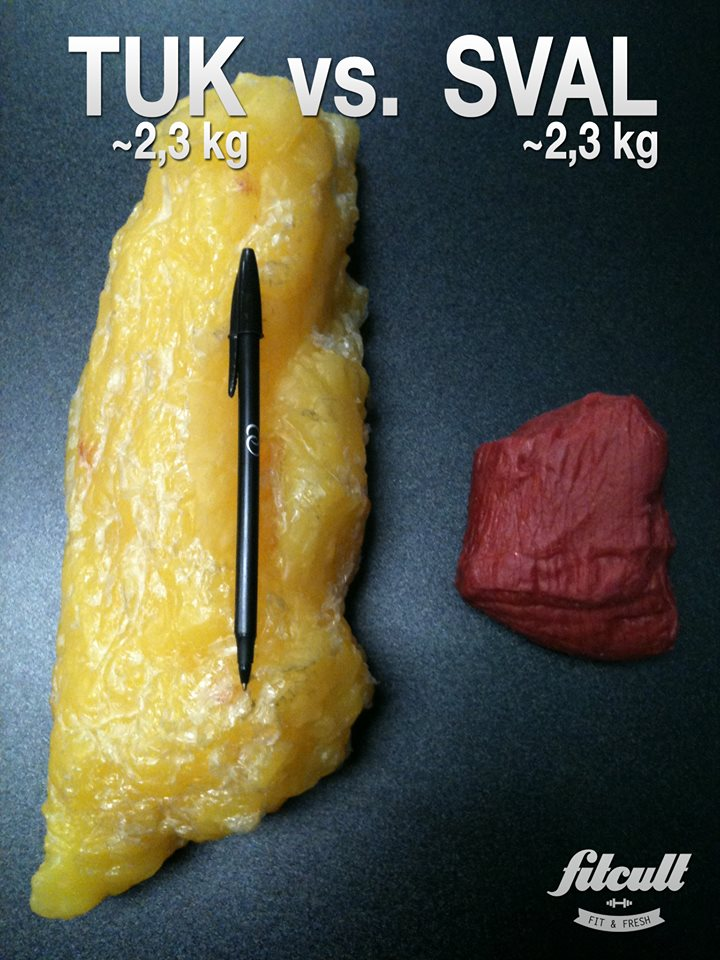 TUK vs. SVAL
~2,3 kg ~2,3 kg
fitcult
FIT & FRESH